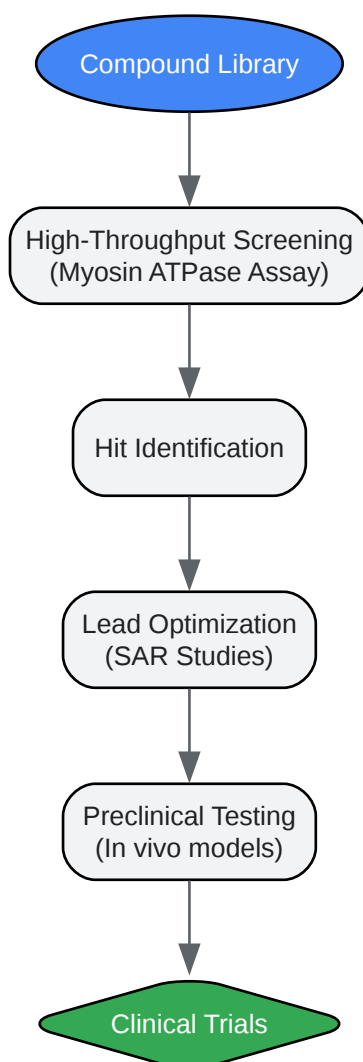 Compound Library
High-Throughput Screening
(Myosin ATPase Assay)
Hit Identification
Lead Optimization
(SAR Studies)
Preclinical Testing
(In vivo models)
Clinical Trials